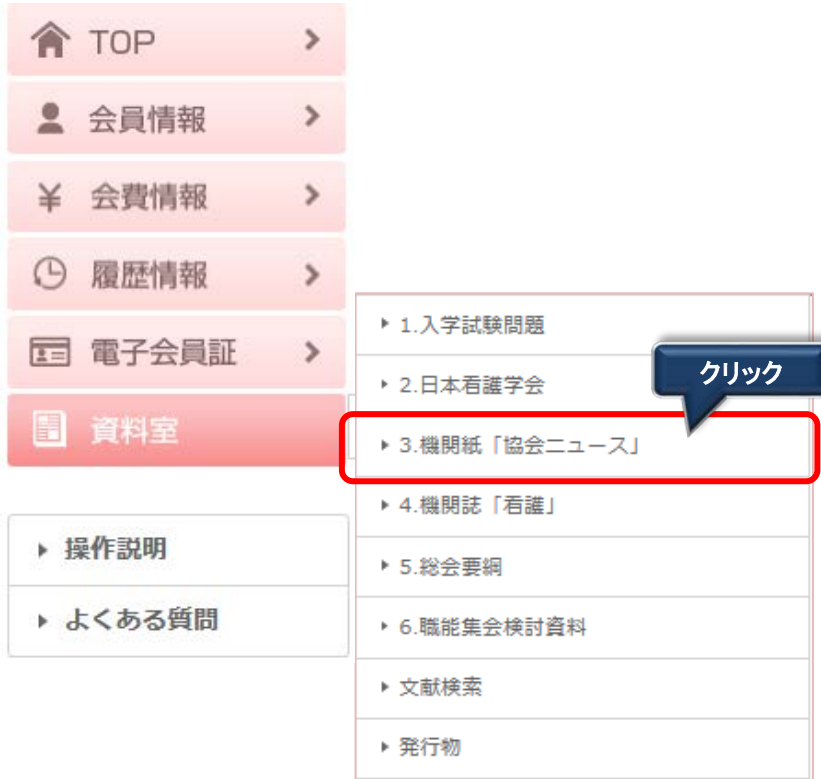 TOP
会員情報
¥ 会費情報
履歴情報
電子会員証
資料室
操作説明
よくある質問
1.入学試験問題
2.日本看護学会
クリック
3.機関紙「協会ニュース」
4.機関誌「看護」
5.総会要綱
6.職能集会検討資料
文献検索
発行物